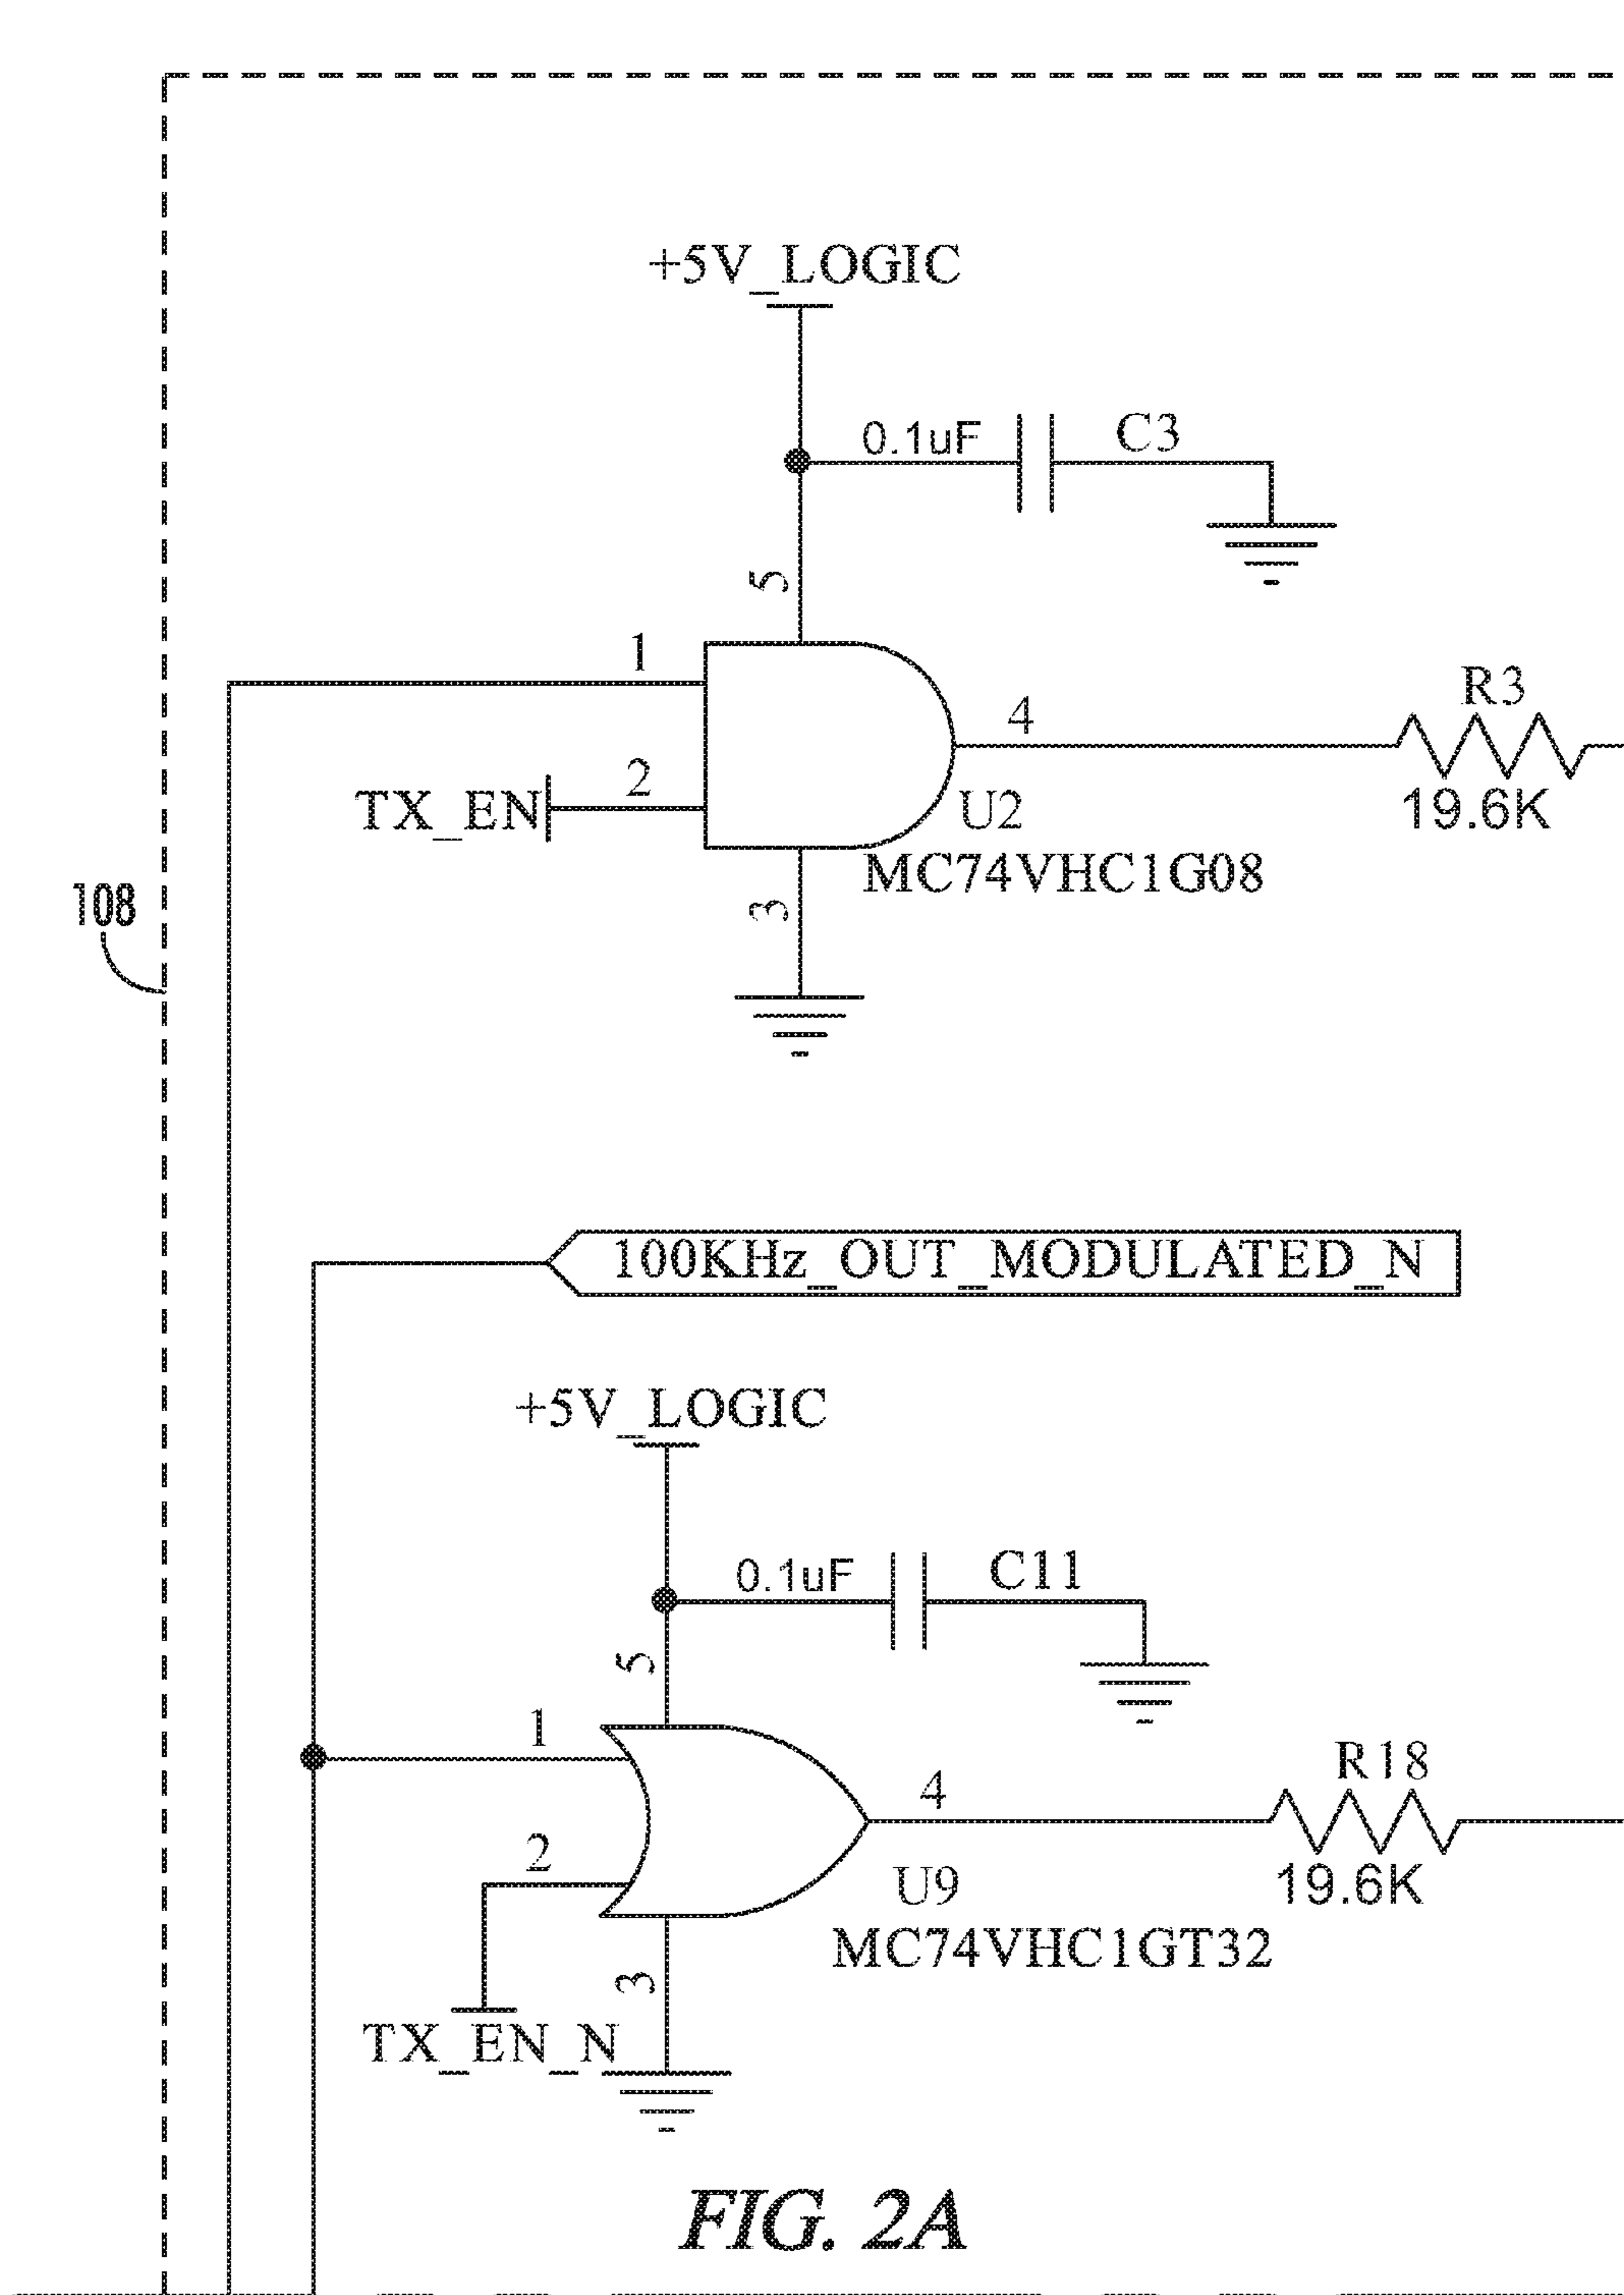 +5V_LOGIC
0.1uF
C3
5
1
4
R3
2
TX_EN
U2
19.6K
MC74VHC1G08
108
3
100KHz_OUT_MODULATED_N
+5V_LOGIC
0.1uF
C11
5
1
4
R18
2
U9
19.6K
MC74VHC1GT32
3
TX_EN_N
FIG. 2A